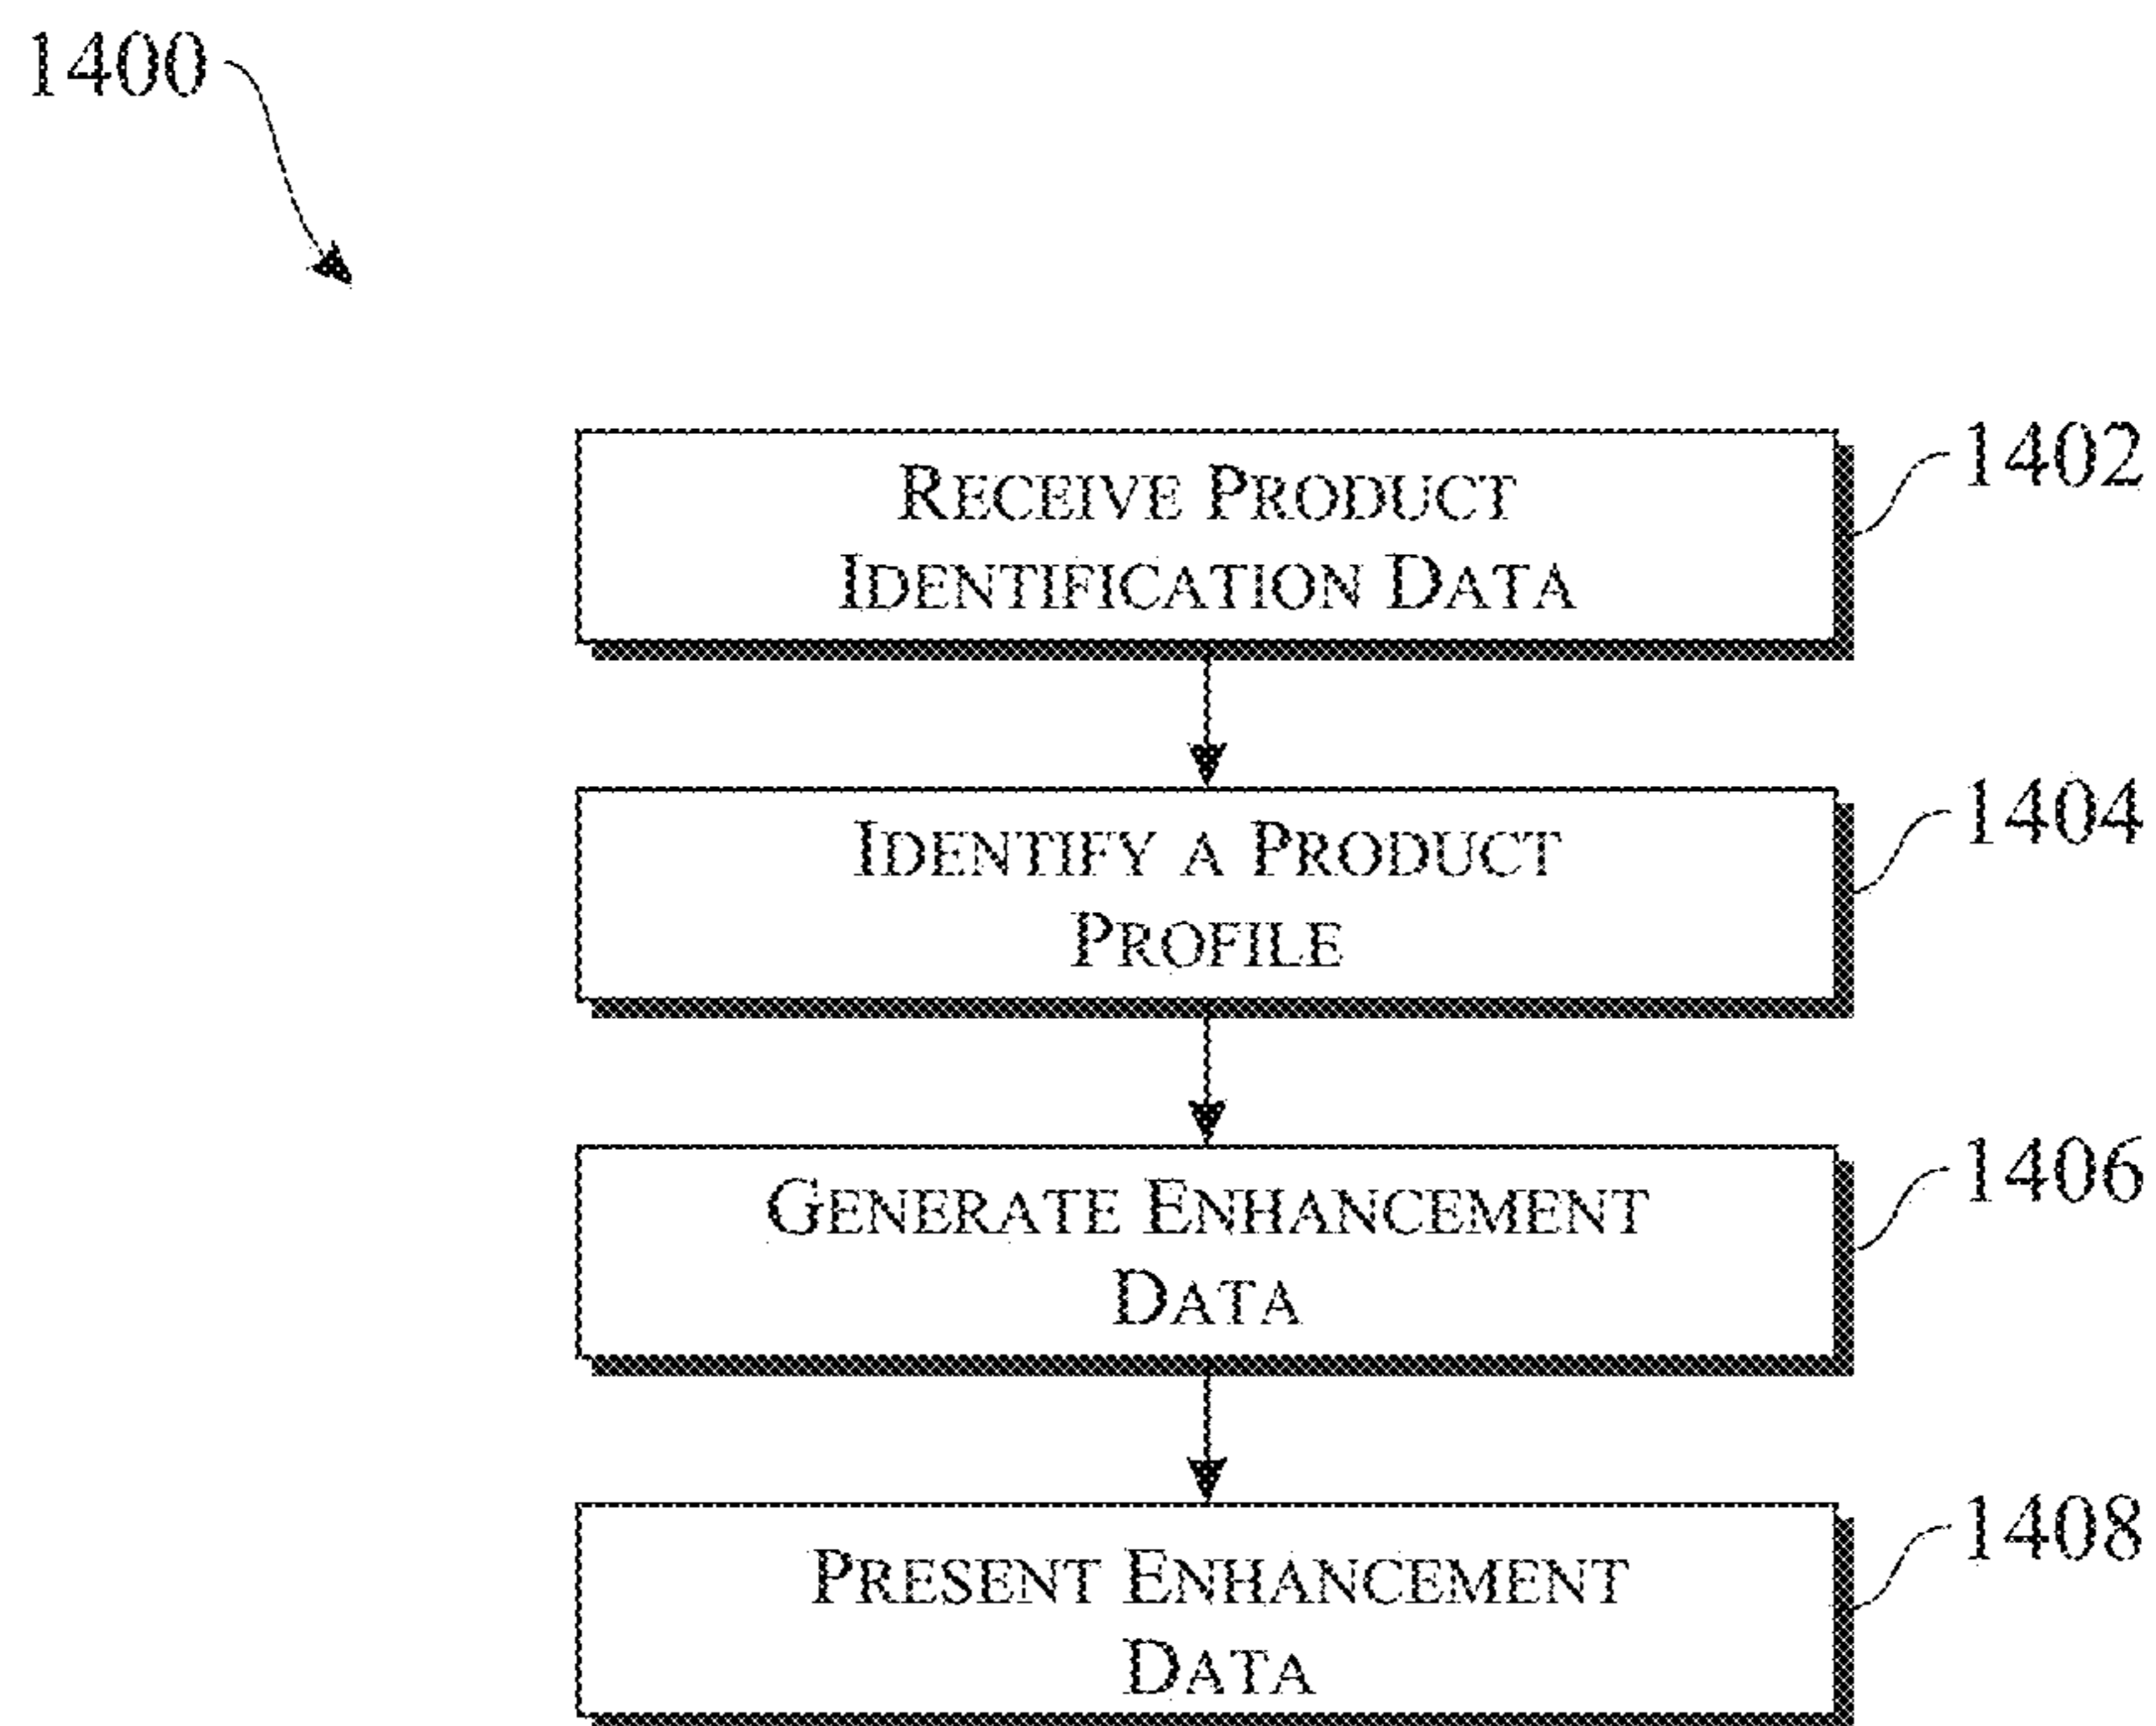 1400
RECEIVE PRODUCT
IDENTIFICATION DATA
1402
IDENTIFY A PRODUCT
PROFILE
1404
GENERATE ENHANCEMENT
DATA
1406
PRESENT ENHANCEMENT
DATA
1408